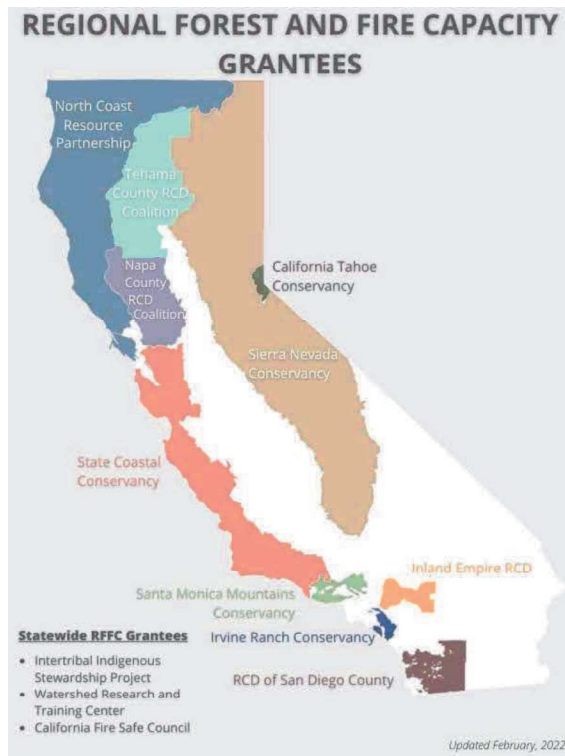 REGIONAL FOREST AND FIRE CAPACITY
GRANTEES
North Coast
Resource
Partnership
Tehama
County RCD
Coalition
Napa
County
RCD
Coalition
California Tahoe
Conservancy
Sierra Nevada
Conservancy
State Coastal
Conservancy
Inland Empire RCD
Santa Monica Mountains
Conservancy
Irvine Ranch Conservancy
RCD of San Diego County
Statewide RFFC Grantees
• Intertribal Indigenous
Stewardship Project
• Watershed Research and
Training Center
• California Fire Safe Council
Updated February, 2022